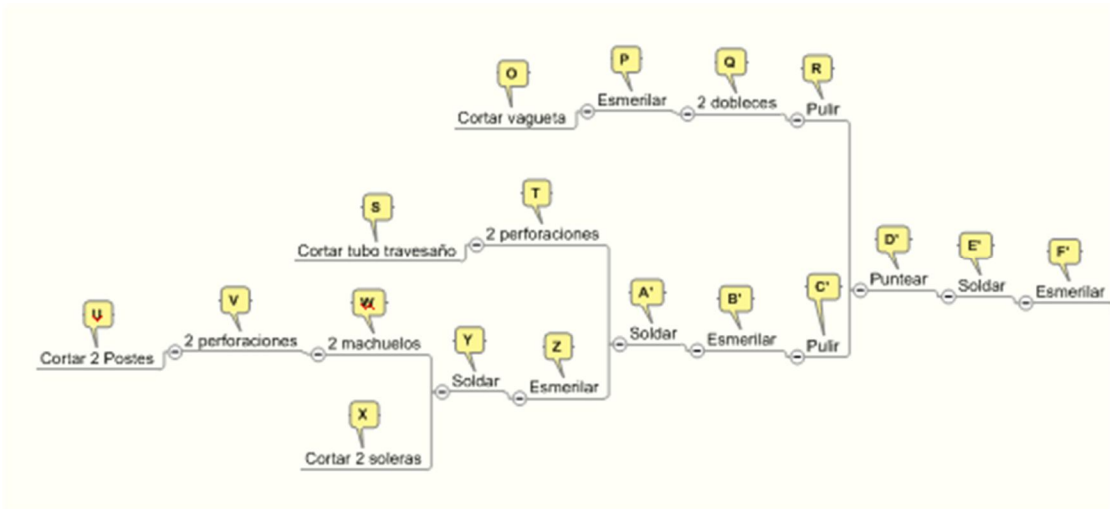 O
P
Q
R
Cortar vagueta
Esmerilar
2 dobleces
Pulir
S
T
Cortar tubo travesaño
2 perforaciones
D'
E'
F'
Puntear
Soldar
Esmerilar
A'
B'
C'
Soldar
Esmerilar
Pulir
U
V
W
Y
Z
Cortar 2 Postes
2 perforaciones
2 machuelos
Soldar
Esmerilar
X
Cortar 2 soleras